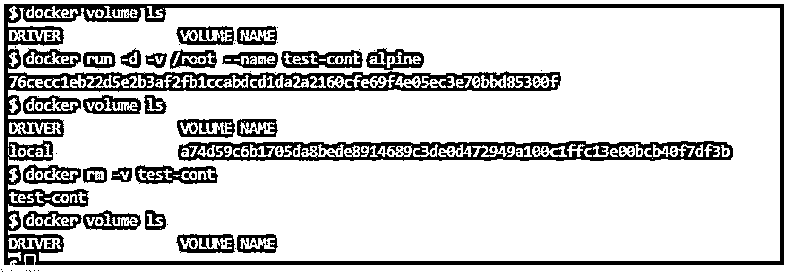 $ docker volume ls
DRIVER VOLUME NAME
$ docker run -d -v /root --name test-cont alpine
76cecc1eb22d5e2b3af2fb1ccabdcd1da2a2160cfe69f4e05ec3e70bbd85300f
$ docker volume ls
DRIVER VOLUME NAME
local a74d59c6b1705da8bede8914689c3de0d472949a100c1ffc13e00bcb40f7df3b
$ docker rm -v test-cont
test-cont
$ docker volume ls
DRIVER VOLUME NAME
$